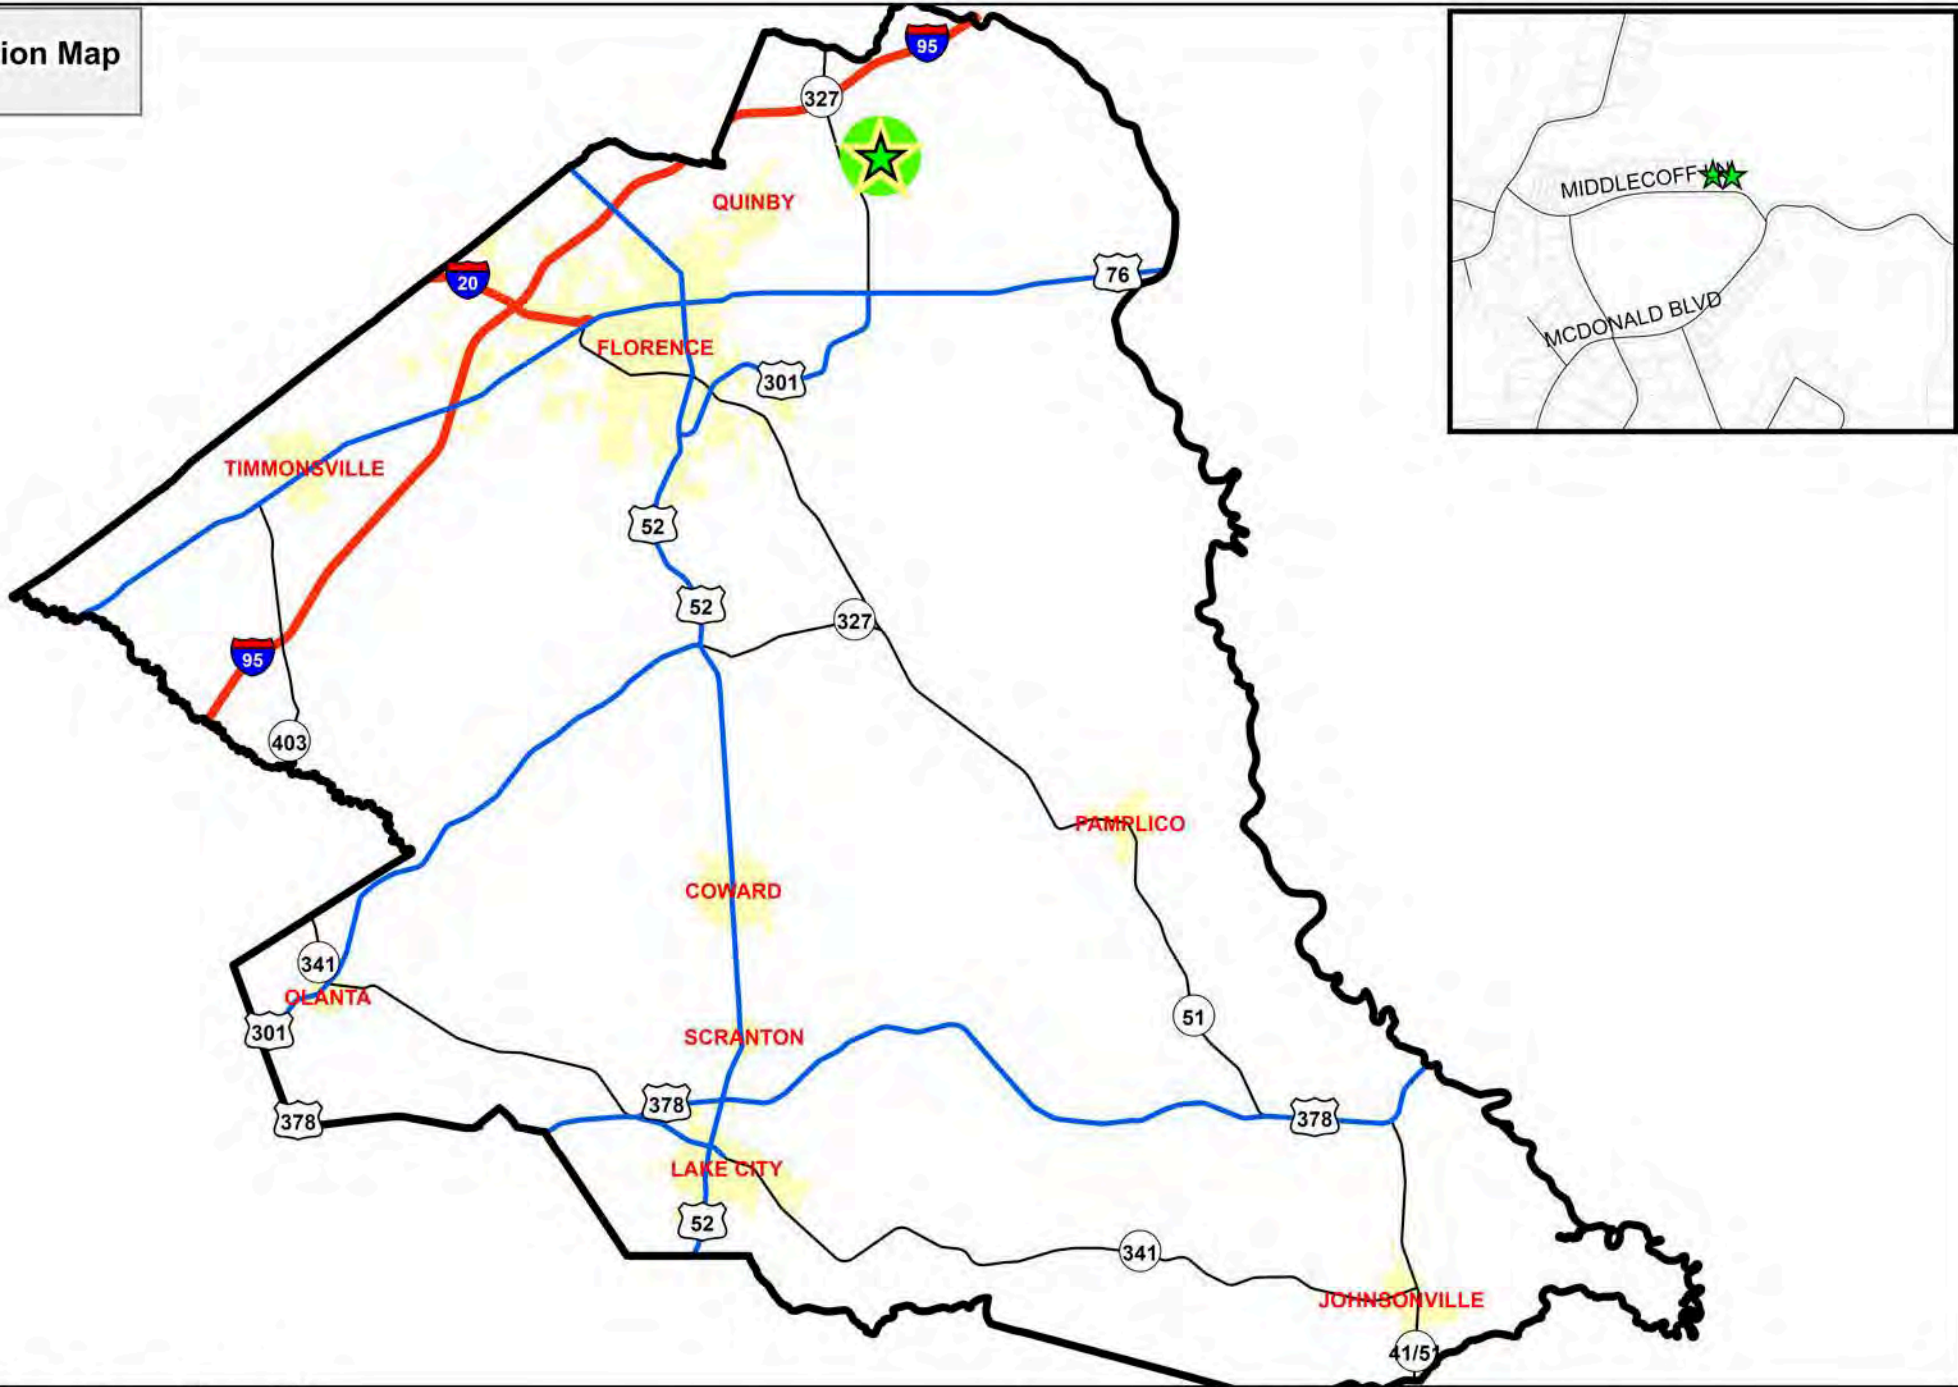 ion Map
95
327
QUINBY
MIDDLECOFF LN
20
76
MCDONALD BLVD
FLORENCE
301
TIMMONSVILLE
52
52
327
95
403
PAMPLICO
COWARD
341
OLANTA
301
51
SCRANTON
378
378
378
LAKE CITY
52
341
JOHNSONVILLE
41/51